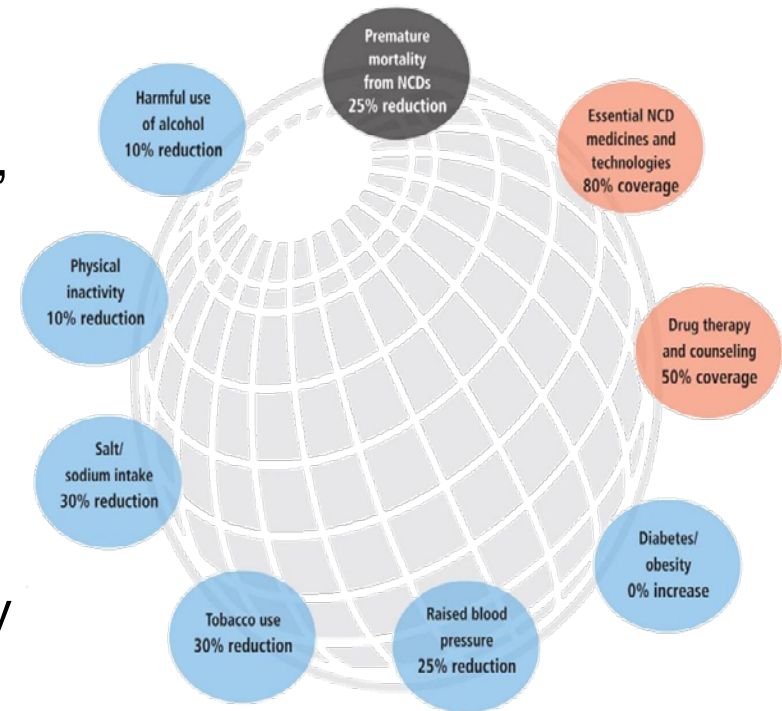 Premature
mortality
from NCDs
25% reduction
Essential NCD
medicines and
technologies
80% coverage
Drug therapy
and counseling
50% coverage
Diabetes/
obesity
0% increase
Raised blood
pressure
25% reduction
Tobacco use
30% reduction
Salt/
sodium intake
30% reduction
Physical
inactivity
10% reduction
Harmful use
of alcohol
10% reduction
,
y